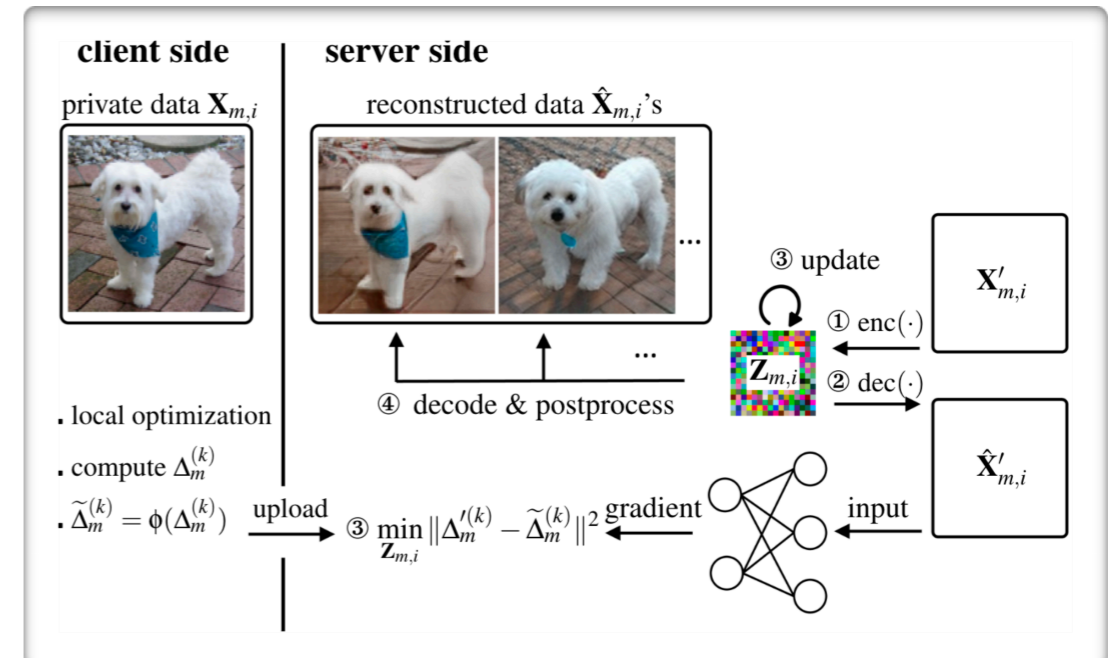 client side
server side
private data X_{m,i}
reconstructed data X̂_{m,i}'s
...
③ update
X'_{m,i}
① enc(·)
Z_{m,i}
② dec(·)
...
④ decode & postprocess
X̂'_{m,i}
. local optimization
. compute Δ_m^{(k)}
. Δ̃_m^{(k)} = ϕ(Δ_m^{(k)})
upload
③ min_{Z_{m,i}} ‖Δ'_m^{(k)} − Δ̃_m^{(k)}‖²
gradient
input